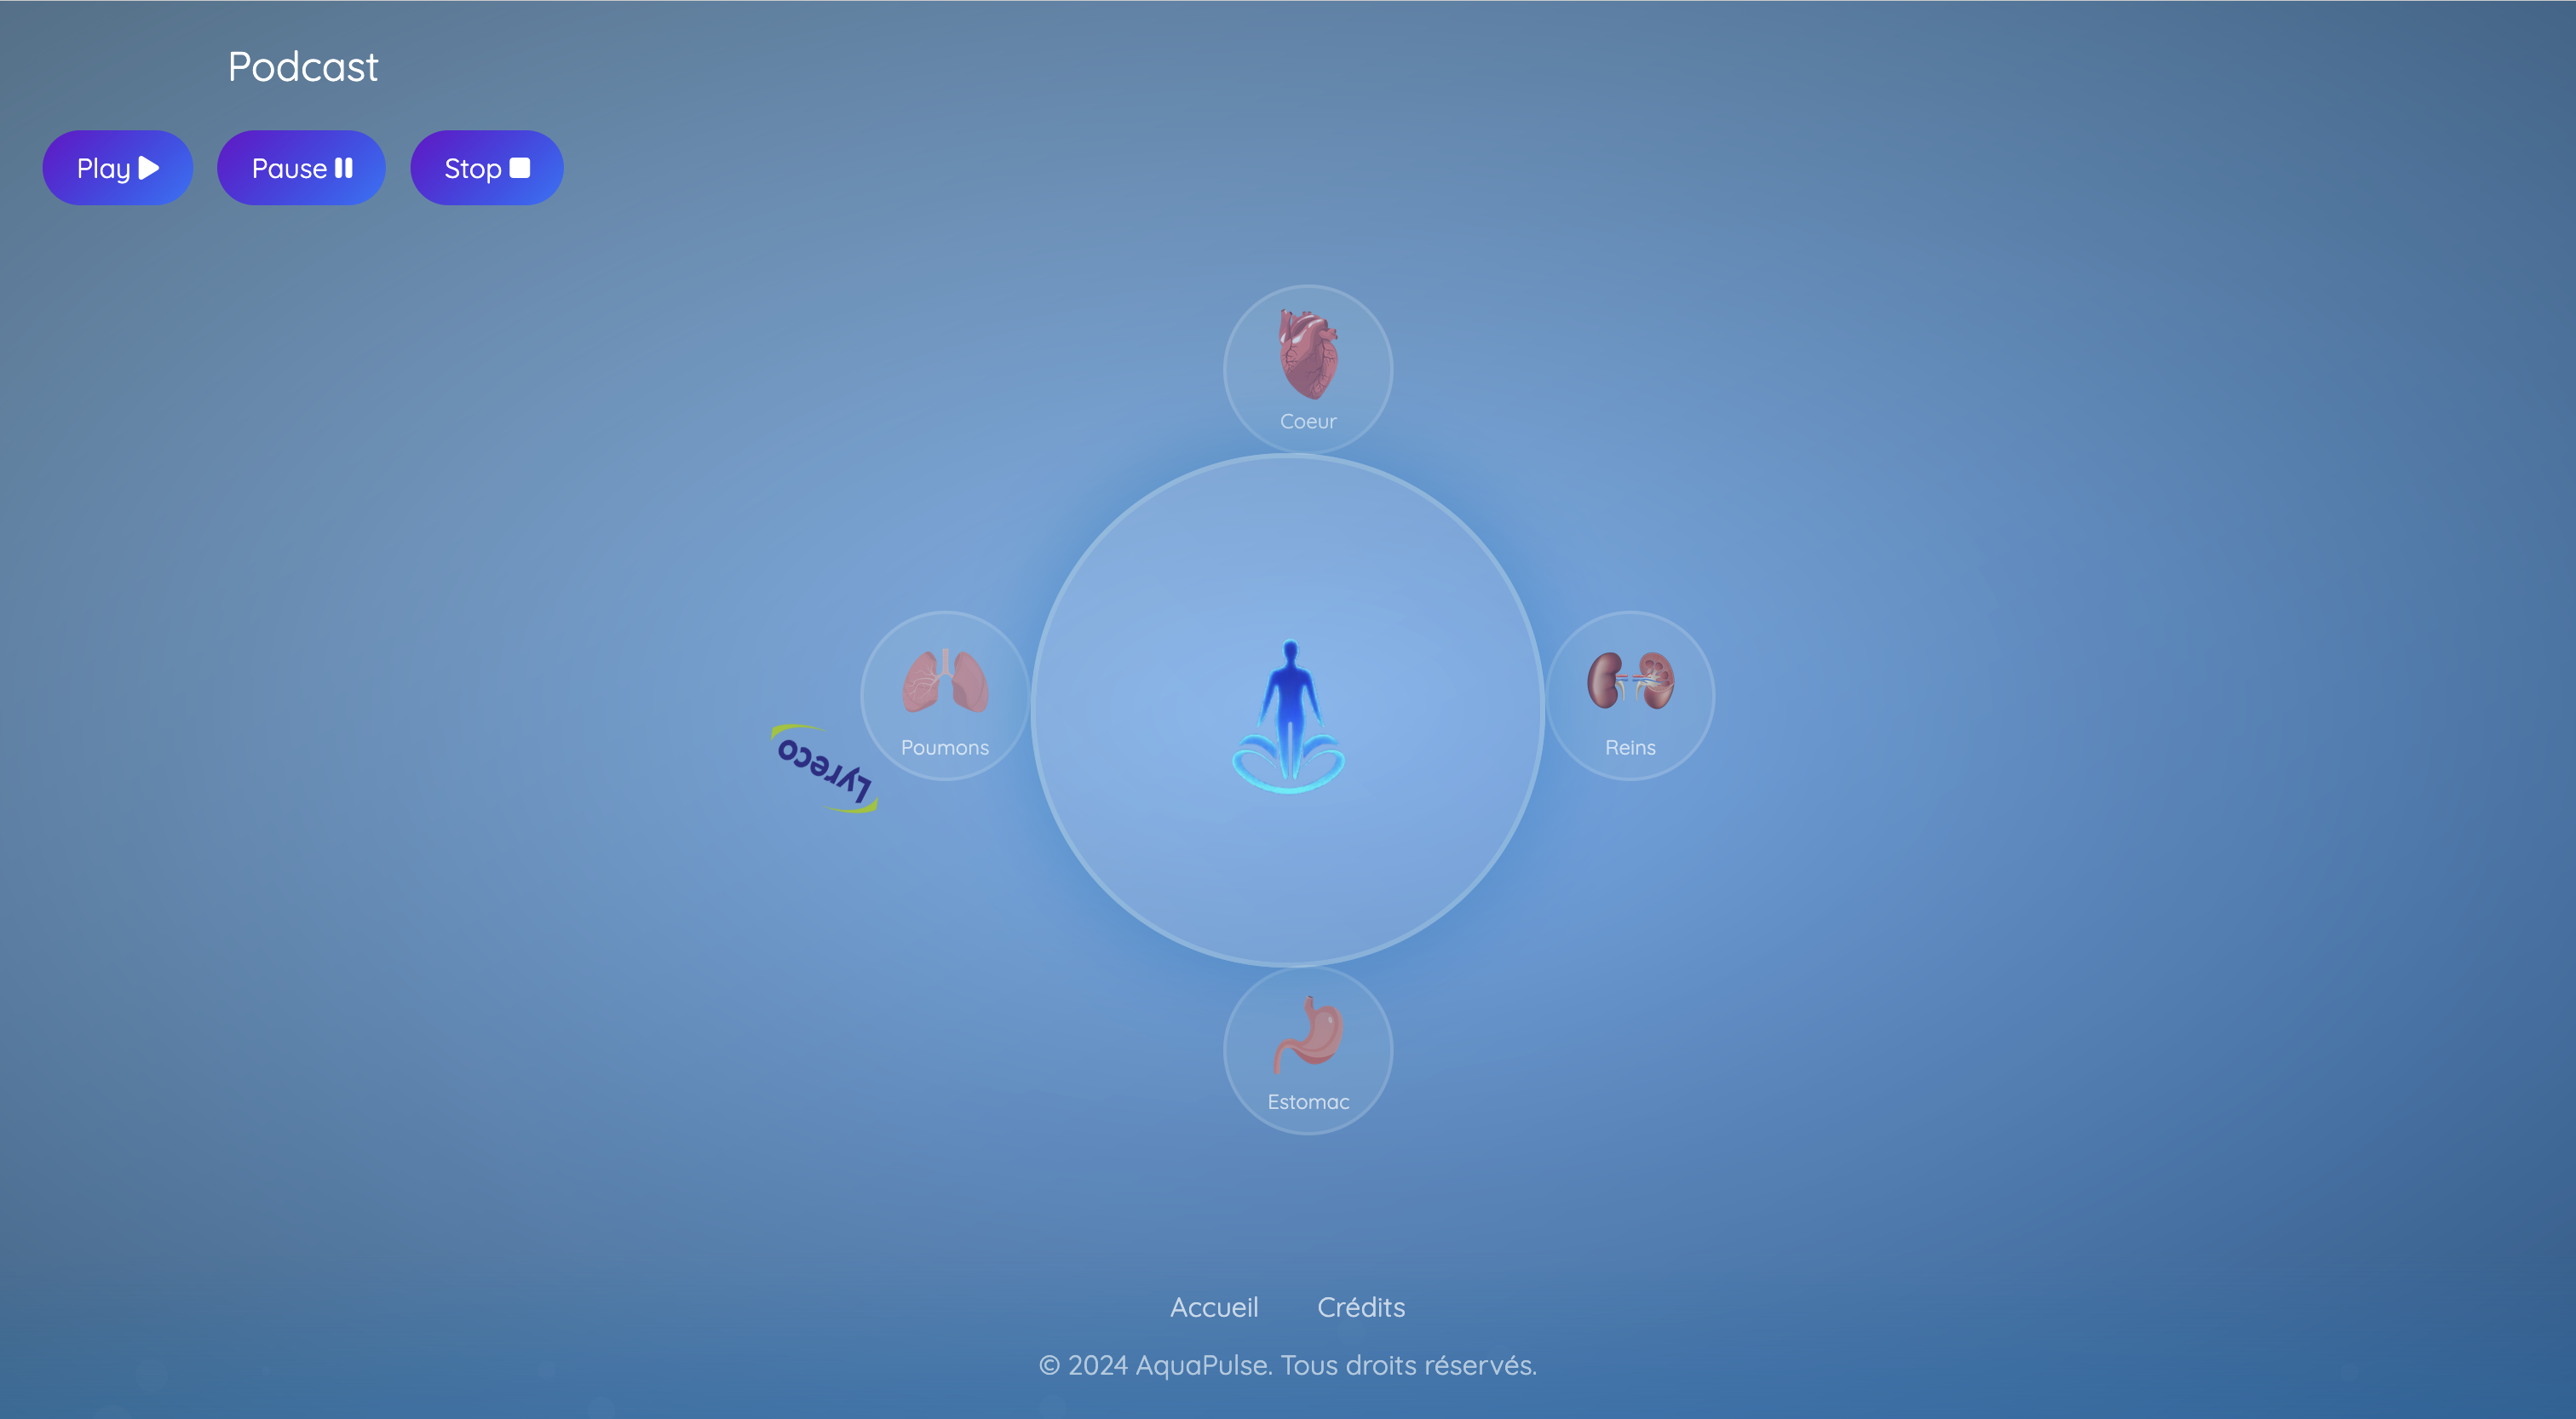 Podcast
Play
Pause
Stop
Coeur
Poumons
Reins
Lyreco
Estomac
Accueil
Crédits
© 2024 AquaPulse. Tous droits réservés.